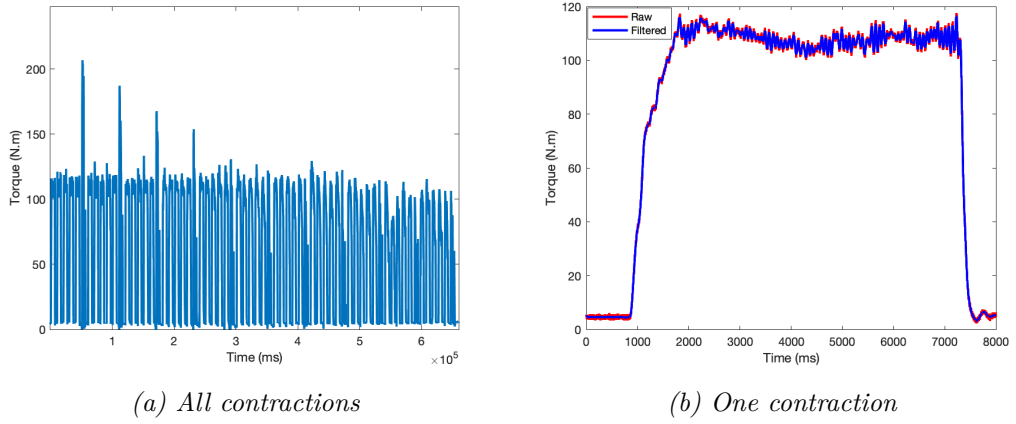 Torque (N.m)
200
150
100
50
0
1 2 3 4 5 6
×10^5
Time (ms)
(a) All contractions
Raw
Filtered
Torque (N.m)
120
100
80
60
40
20
0
0 1000 2000 3000 4000 5000 6000 7000 8000
Time (ms)
(b) One contraction